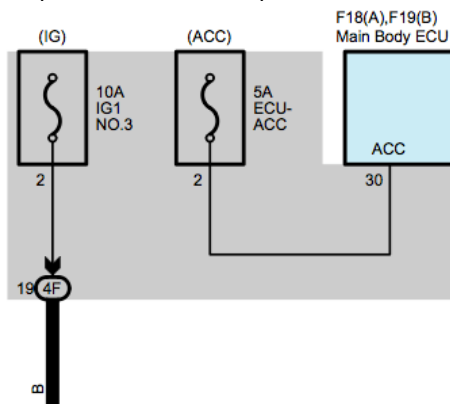 F18(A),F19(B)
(IG)
(ACC)
Main Body ECU
10A
IG1
NO.3
5A
ECU-
ACC
ACC
2
2
30
19
4F
B